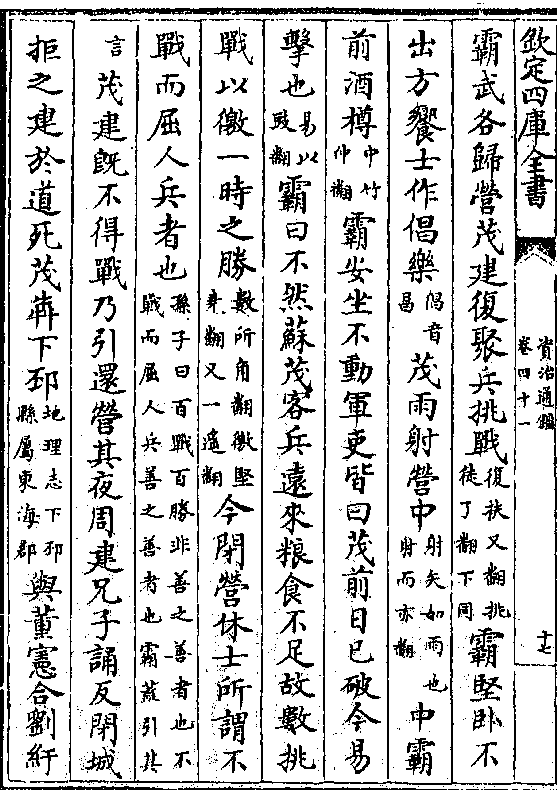 欽定四庫全書
資治通鑑
卷四十一
十七
霸武各歸營茂建復聚兵挑戰復扶又翻挑徒了翻下同霸堅卧不
出方饗士作倡樂倡音昌茂雨射營中射矢如雨也射而亦翻中霸
前酒樽中竹仲翻霸安坐不動軍吏皆曰茂前日已破今易
擊也易以豉翻霸曰不然蘇茂客兵遠來粮食不足故數挑
戰以徼一時之勝數所角翻徼堅堯翻又一遥翻今閉營休士所謂不
戰而屈人兵者也孫子曰百戰百勝非善之善者也不戰而屈人兵善之善者也霸蓋引其
言茂建既不得戰乃引還營其夜周建兄子誦反閉城
拒之建於道死茂犇下邳地理志下邳縣屬東海郡與董憲合劉紆